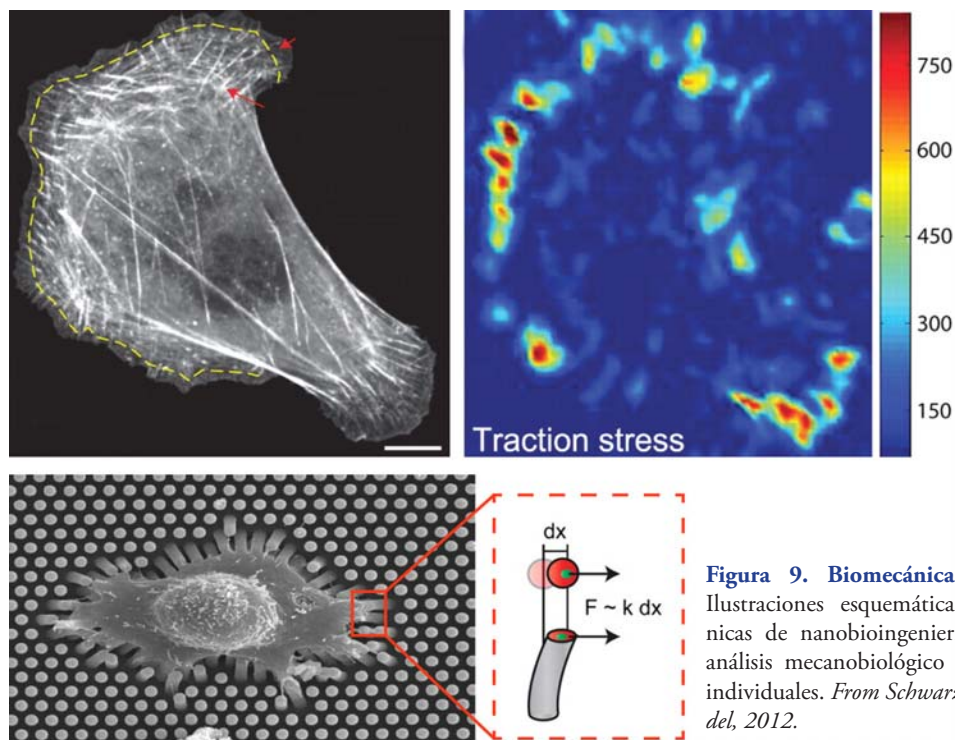 750
600
450
300
150
Traction stress
dx
F ~ k dx
Figura 9. Biomecánica
Ilustraciones esquemática
nicas de nanobioingenier
análisis mecanobiológico
individuales. From Schwarz
del, 2012.